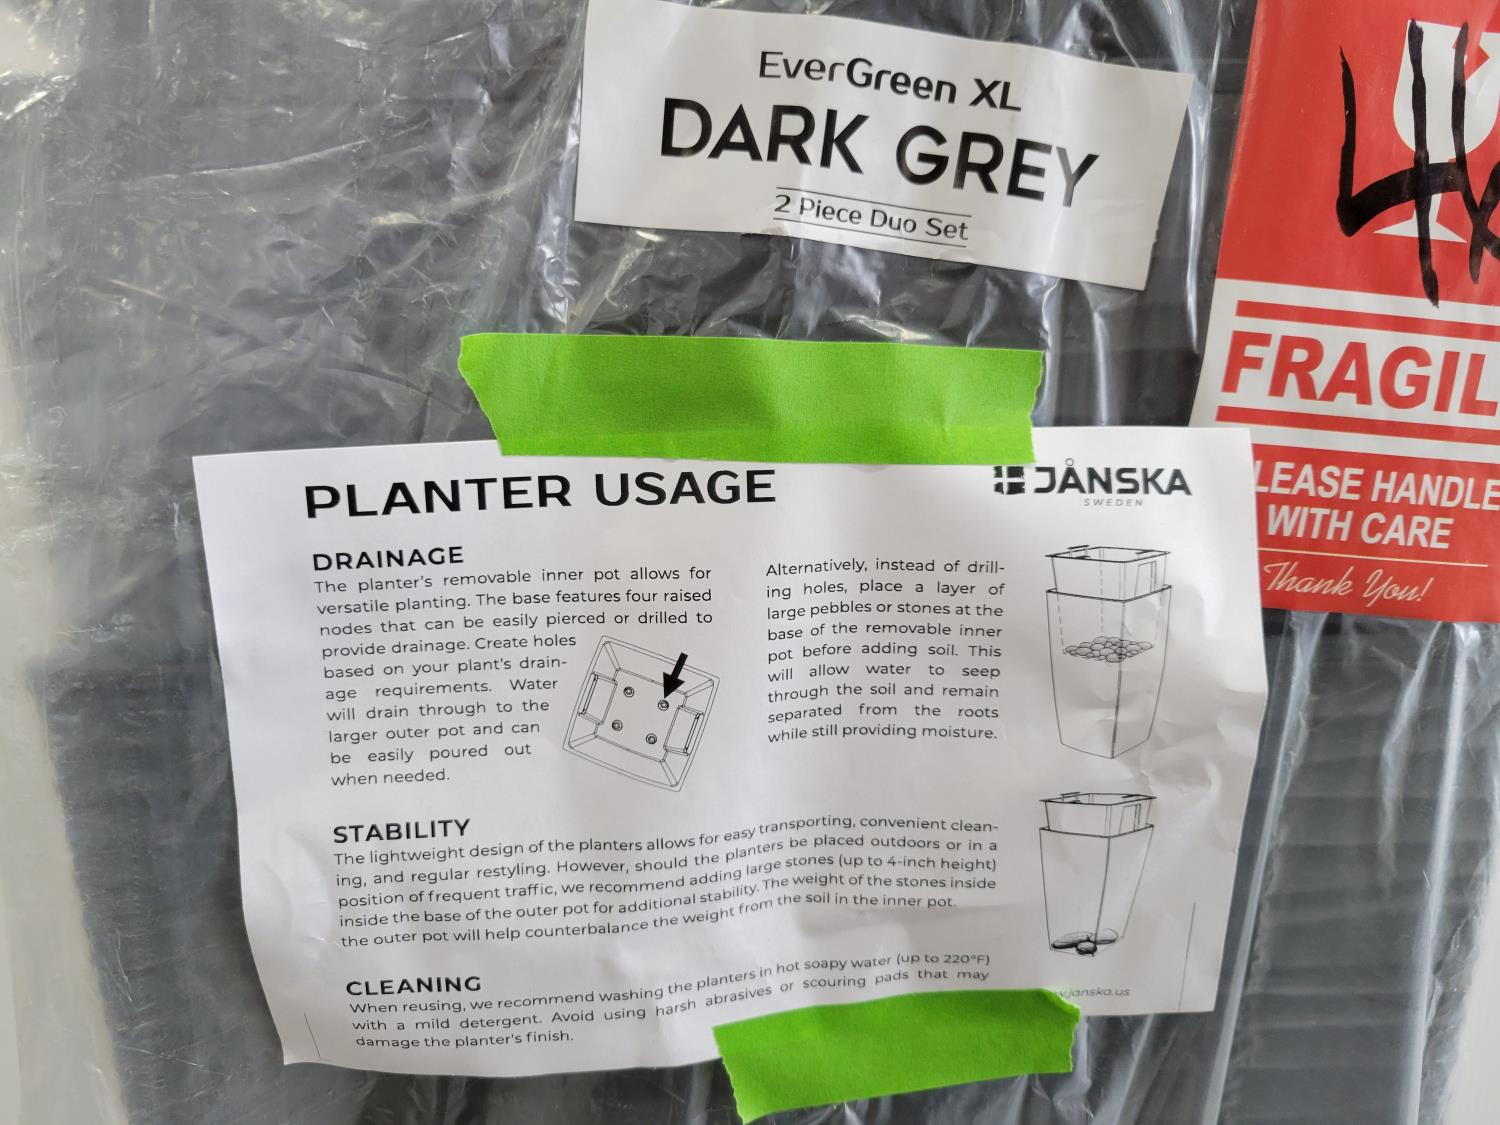 EverGreen XL
DARK GREY
2 Piece Duo Set
FRAGIL
LEASE HANDLE
WITH CARE
Thank You!
PLANTER USAGE
JÅNSKA
SWEDEN
DRAINAGE
The planter's removable inner pot allows for
versatile planting. The base features four raised
nodes that can be easily pierced or drilled to
provide drainage. Create holes
based on your plant's drain-
age requirements. Water
will drain through to the
larger outer pot and can
be easily poured out
when needed.
Alternatively, instead of drill-
ing holes, place a layer of
large pebbles or stones at the
base of the removable inner
pot before adding soil. This
will allow water to seep
through the soil and remain
separated from the roots
while still providing moisture.
STABILITY
The lightweight design of the planters allows for easy transporting, convenient clean-
ing, and regular restyling. However, should the planters be placed outdoors or in a
position of frequent traffic, we recommend adding large stones (up to 4-inch height)
inside the base of the outer pot for additional stability. The weight of the stones inside
the outer pot will help counterbalance the weight from the soil in the inner pot.
CLEANING
When reusing, we recommend washing the planters in hot soapy water (up to 220°F)
with a mild detergent. Avoid using harsh abrasives or scouring pads that may
damage the planter's finish.
.janska.us